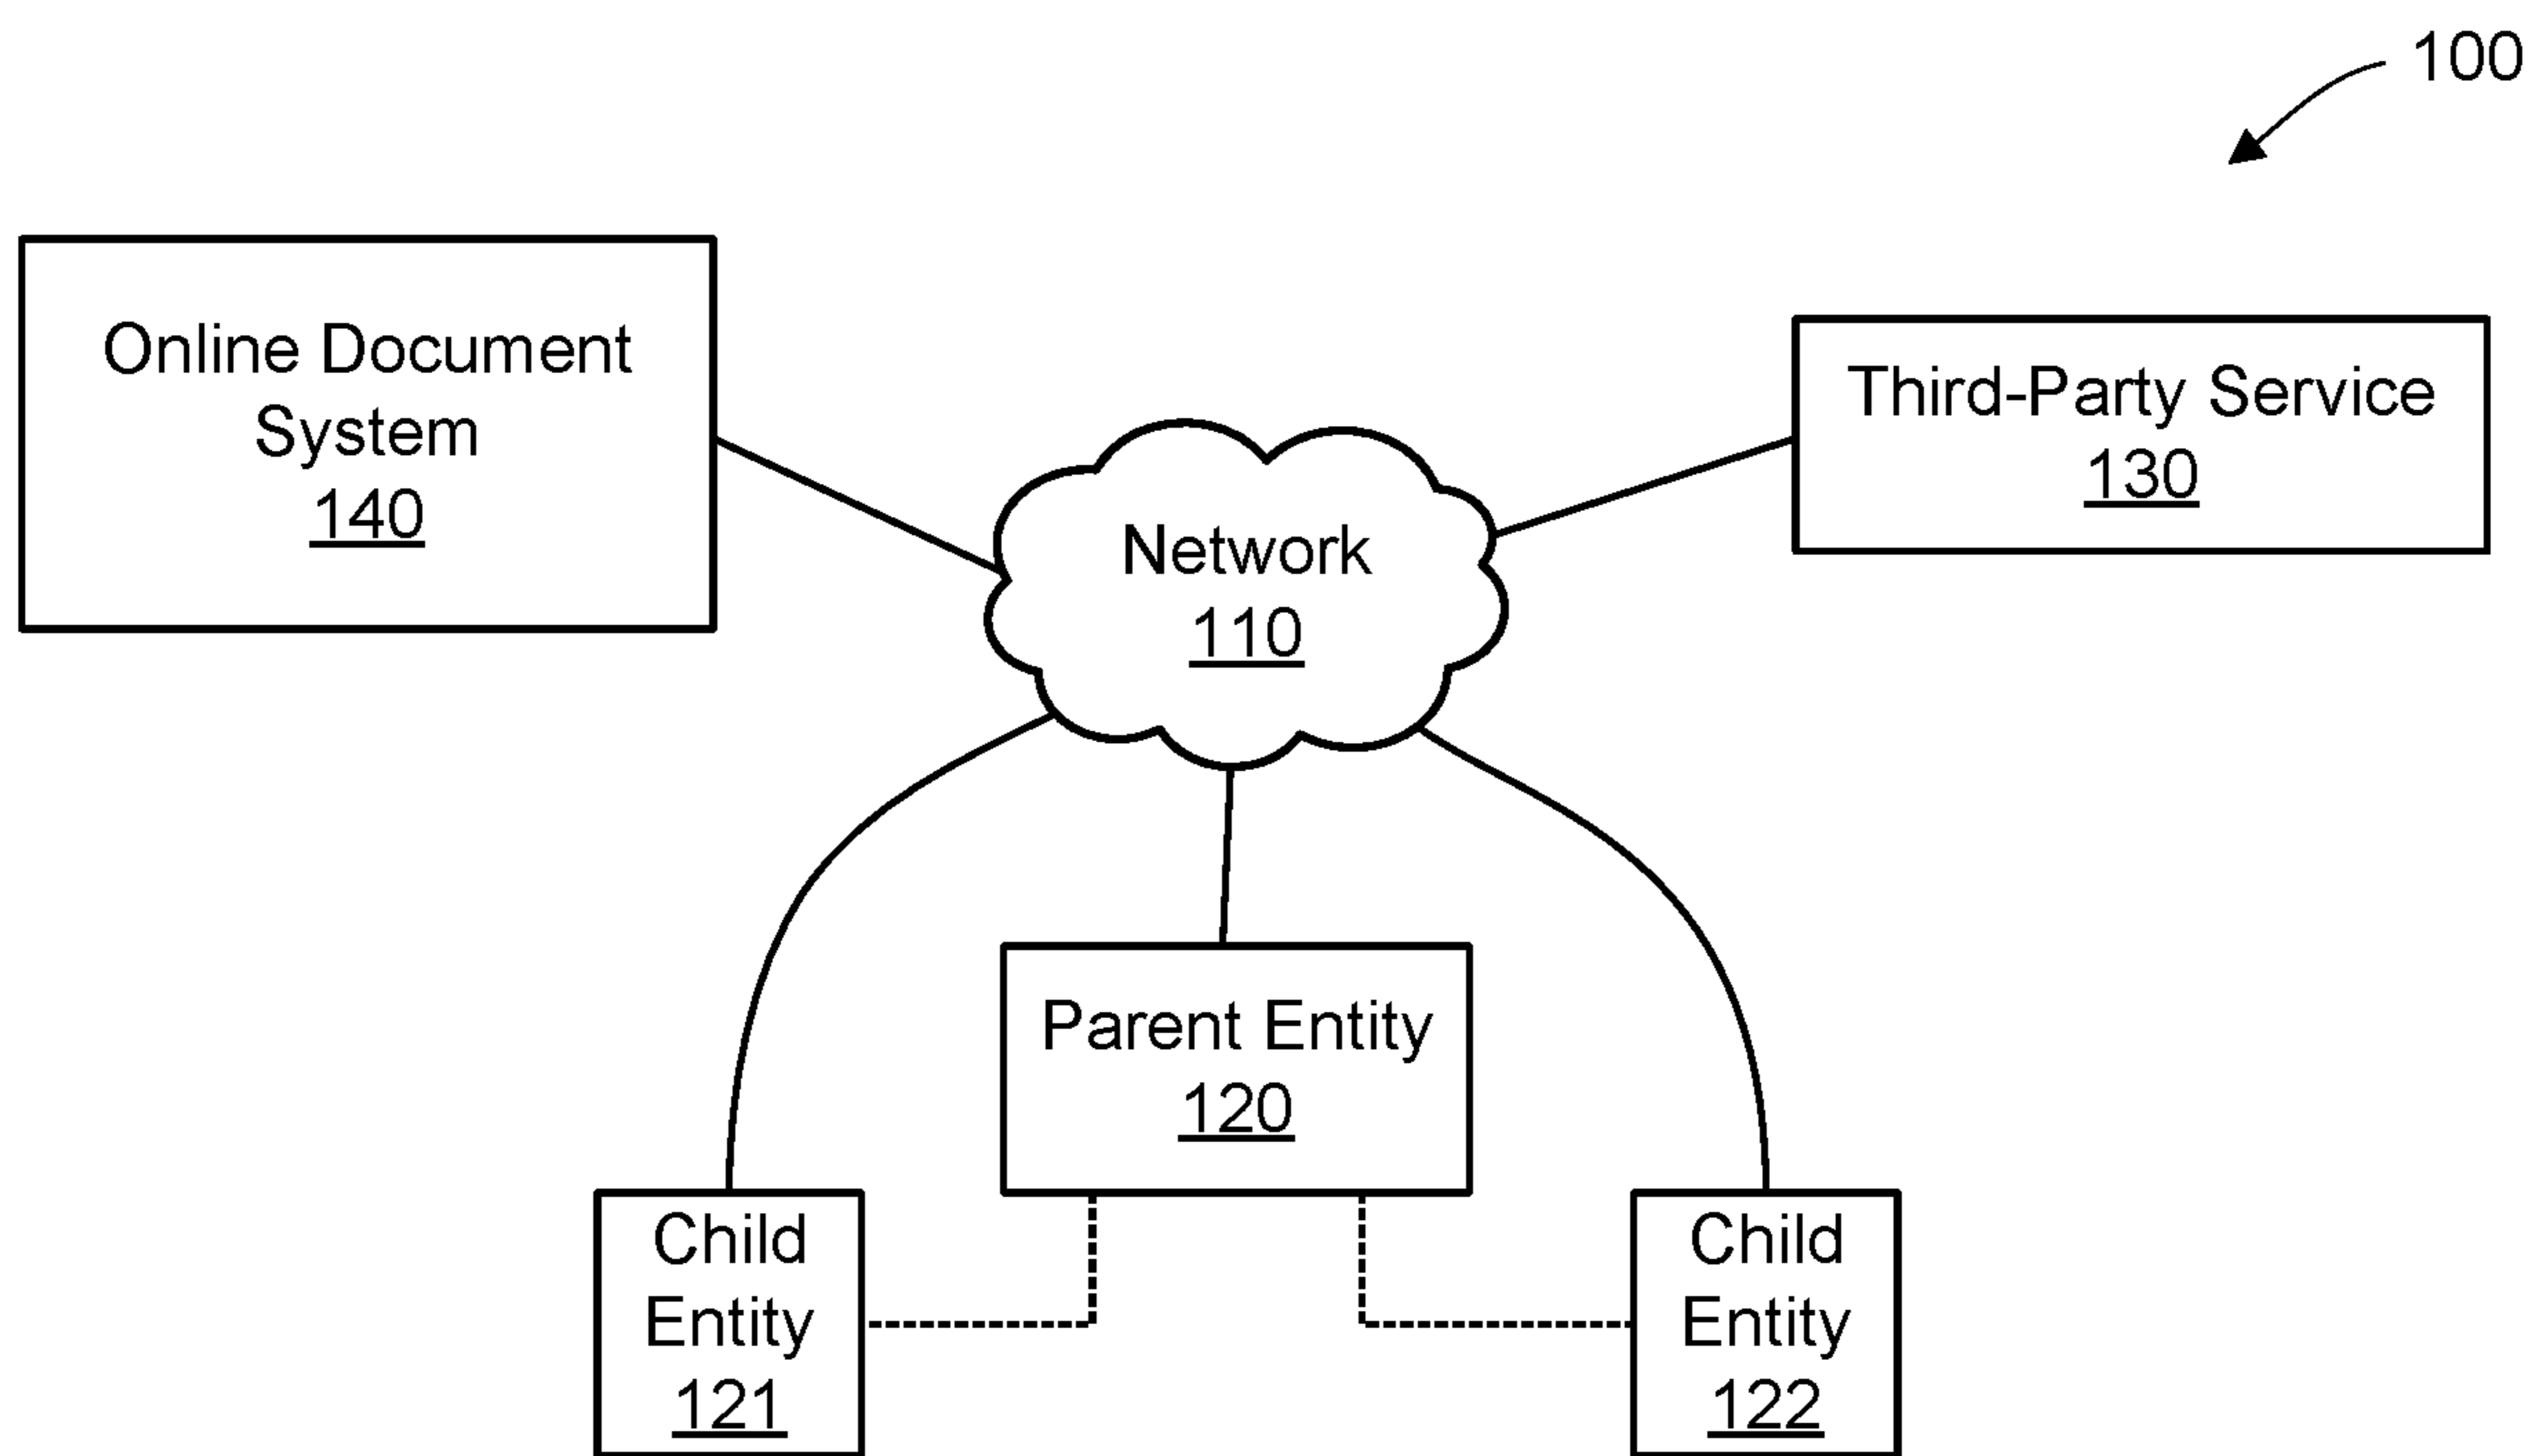 100
Online Document
System
140
Third-Party Service
130
Network
110
Parent Entity
120
Child
Entity
121
Child
Entity
122